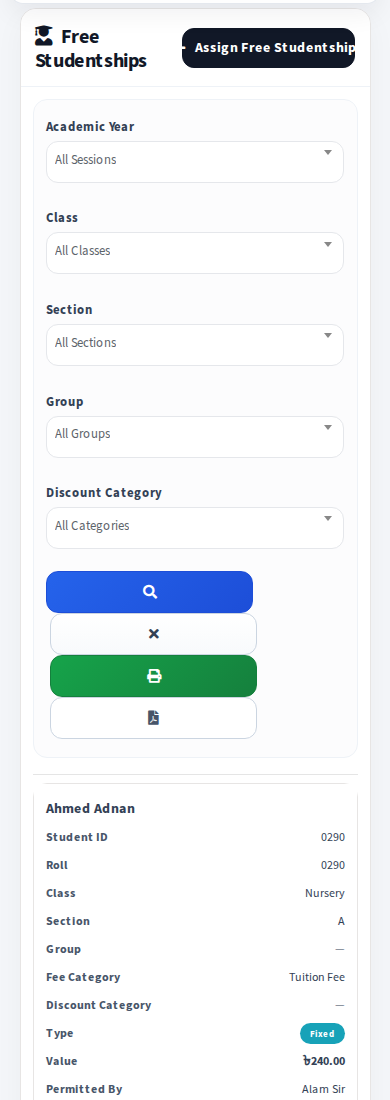 Free
Studentships
Assign Free Studentship
Academic Year
All Sessions
Class
All Classes
Section
All Sections
Group
All Groups
Discount Category
All Categories
Ahmed Adnan
Student ID 0290
Roll 0290
Class Nursery
Section A
Group —
Fee Category Tuition Fee
Discount Category —
Type Fixed
Value ৳240.00
Permitted By Alam Sir